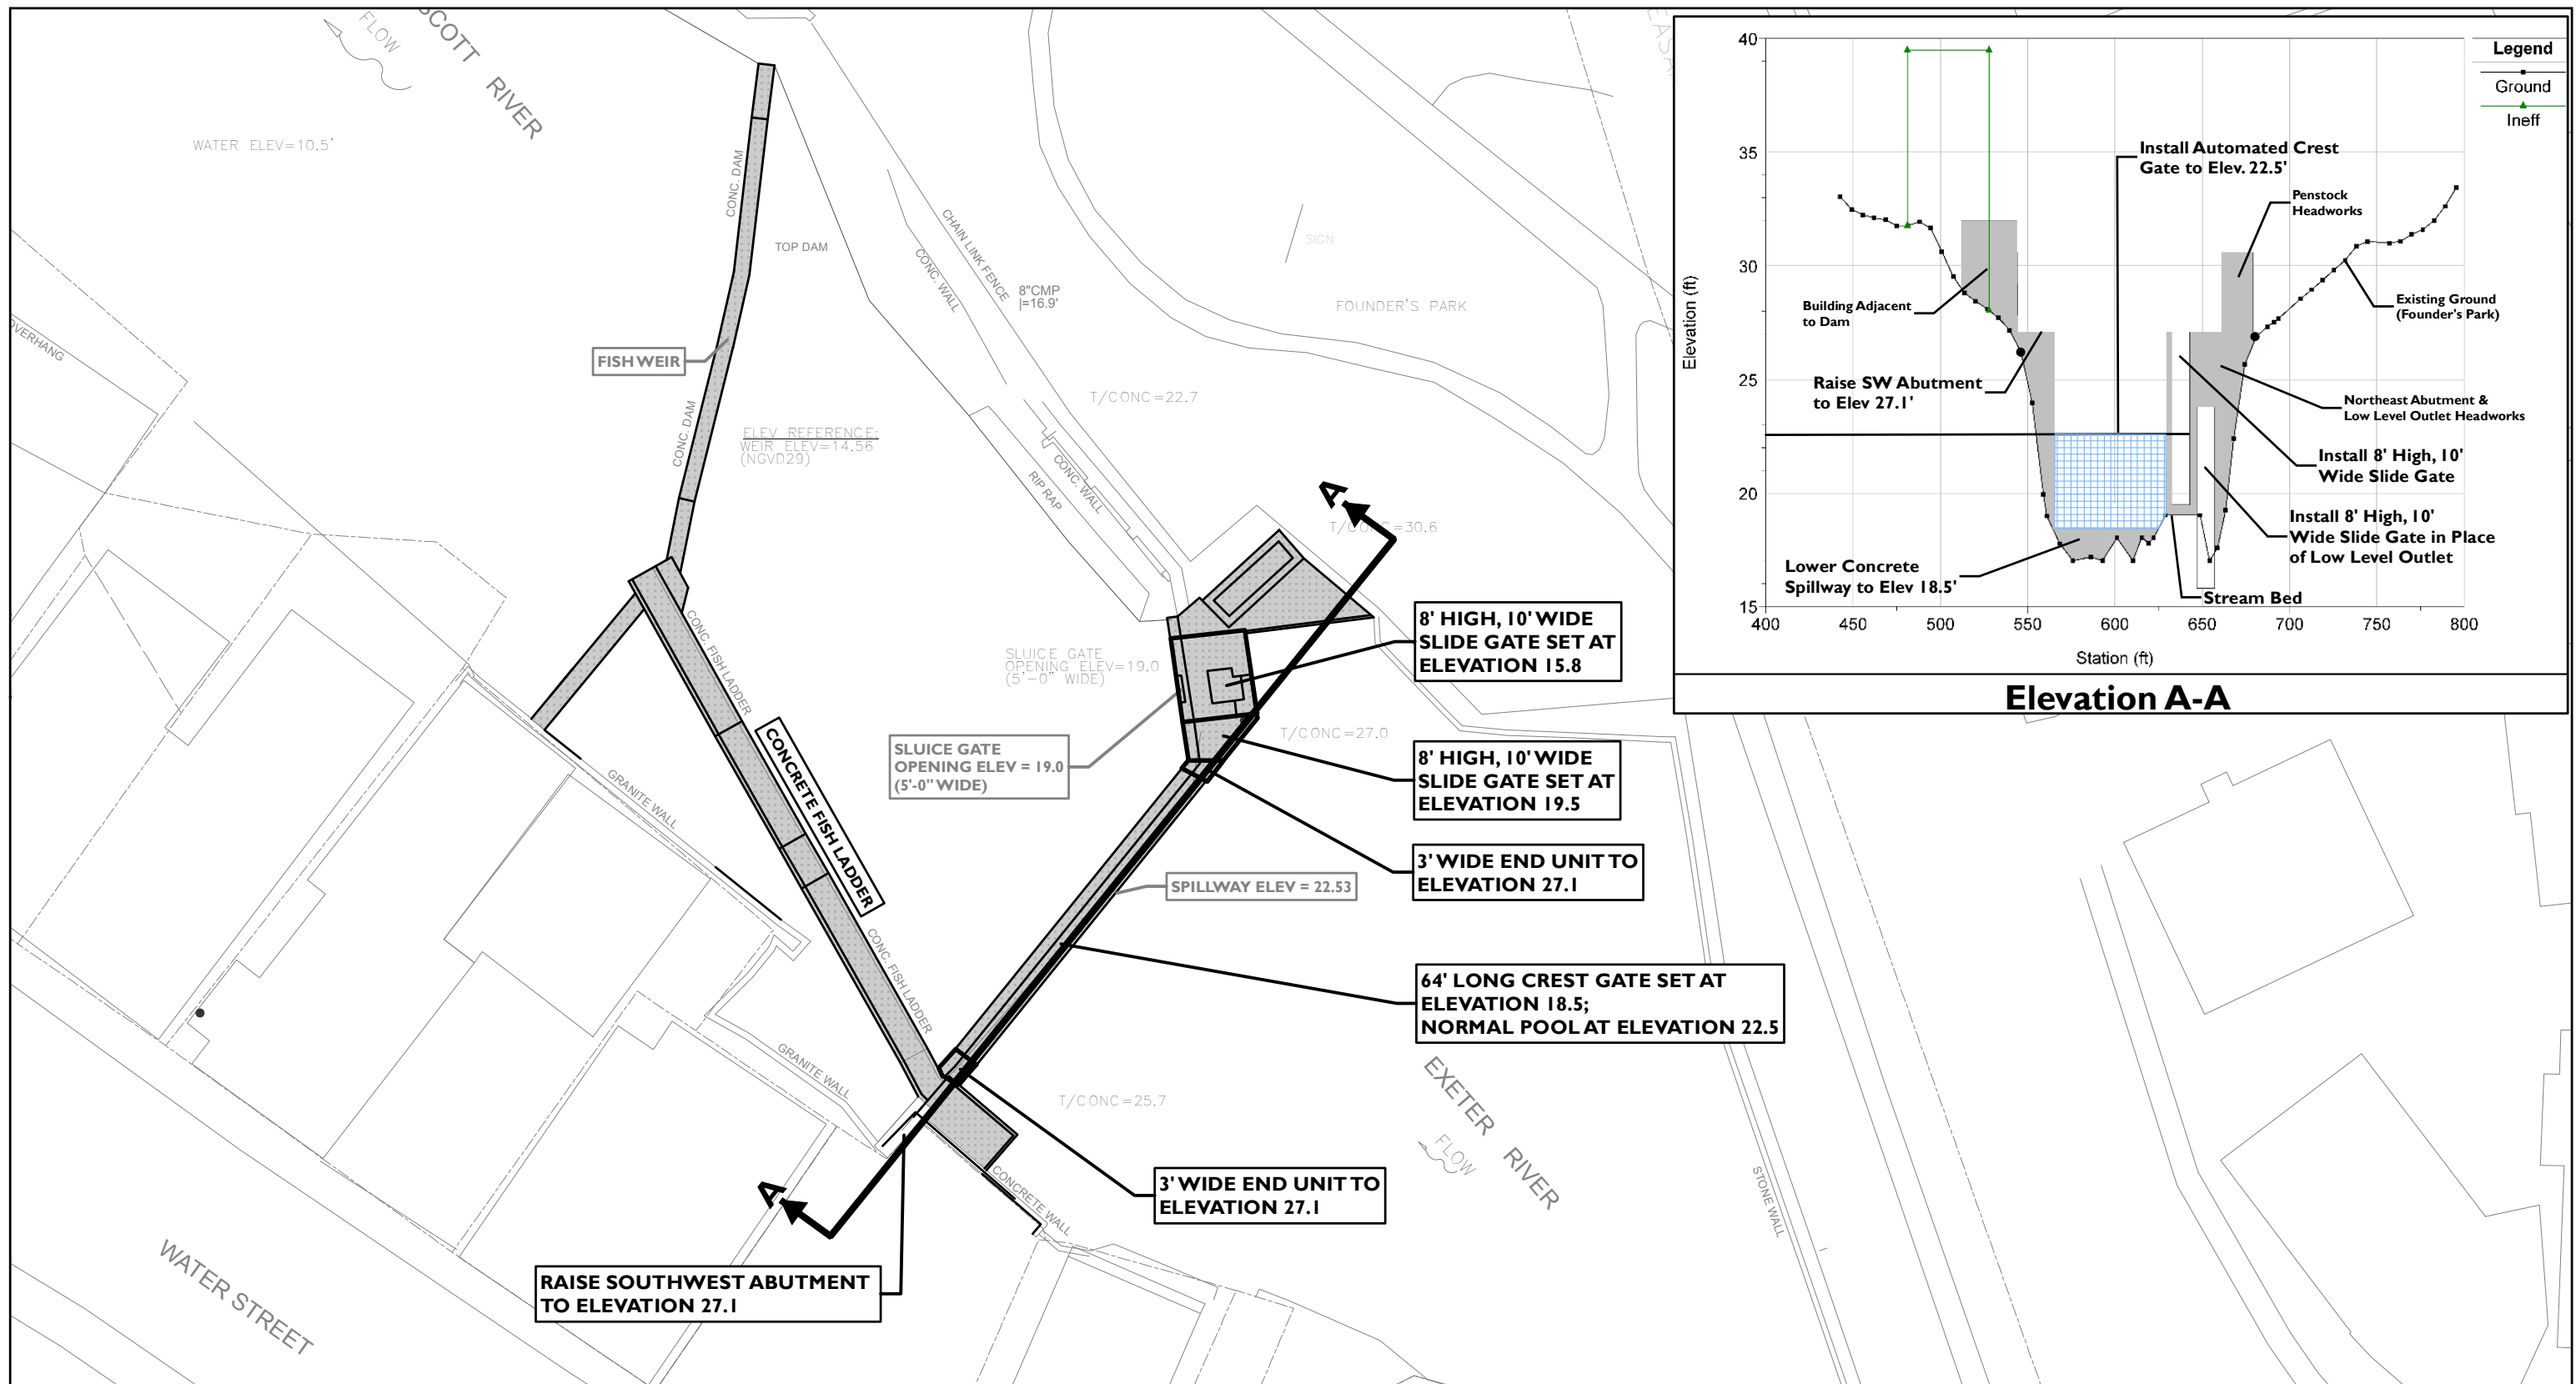 SCOTT RIVER
FLOW
WATER ELEV=10.5'
OVERHANG
CONC. DAM
TOP DAM
FISH WEIR
CONC. DAM
ELEV REFERENCE:
WEIR ELEV=14.56
(NGVD29)
CHAIN LINK FENCE
CONC. WALL
8"CMP
I=16.9'
SIGN
FOUNDER'S PARK
T/CONC=22.7
CONC. WALL
RIP RAP
A
T/CONC=30.6
SLUICE GATE
OPENING ELEV=19.0
(5'-0" WIDE)
T/CONC=27.0
8' HIGH, 10' WIDE
SLIDE GATE SET AT
ELEVATION 15.8
SLUICE GATE
OPENING ELEV = 19.0
(5'-0" WIDE)
8' HIGH, 10' WIDE
SLIDE GATE SET AT
ELEVATION 19.5
3' WIDE END UNIT TO
ELEVATION 27.1
SPILLWAY ELEV = 22.53
64' LONG CREST GATE SET AT
ELEVATION 18.5;
NORMAL POOL AT ELEVATION 22.5
CONC FISH LADDER
CONCRETE FISH LADDER
CONC. FISH LADDER
GRANITE WALL
GRANITE WALL
T/CONC=25.7
EXETER RIVER
FLOW
STONE WALL
3' WIDE END UNIT TO
ELEVATION 27.1
CONCRETE WALL
A
RAISE SOUTHWEST ABUTMENT
TO ELEVATION 27.1
WATER STREET
40
35
30
25
20
15
Elevation (ft)
400 450 500 550 600 650 700 750 800
Station (ft)
Legend
Ground
Ineff
Install Automated Crest
Gate to Elev. 22.5'
Penstock
Headworks
Building Adjacent
to Dam
Existing Ground
(Founder's Park)
Raise SW Abutment
to Elev 27.1'
Northeast Abutment &
Low Level Outlet Headworks
Install 8' High, 10'
Wide Slide Gate
Install 8' High, 10'
Wide Slide Gate in Place
of Low Level Outlet
Lower Concrete
Spillway to Elev 18.5'
Stream Bed
Elevation A-A